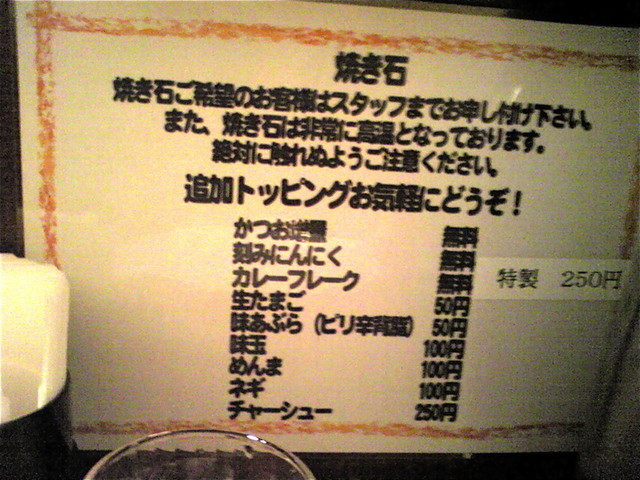 焼き石
焼き石ご希望のお客様はスタッフまでお申し付け下さい。
また、焼き石は非常に高温となっております。
絶対に触れぬようご注意ください。
追加トッピングお気軽にどうぞ！
かつお増量 無料
刻みにんにく 無料
カレーフレーク 無料
特製 250円
生たまご 50円
味あぶら（ピリ辛背脂） 50円
味玉 100円
めんま 100円
ネギ 100円
チャーシュー 250円